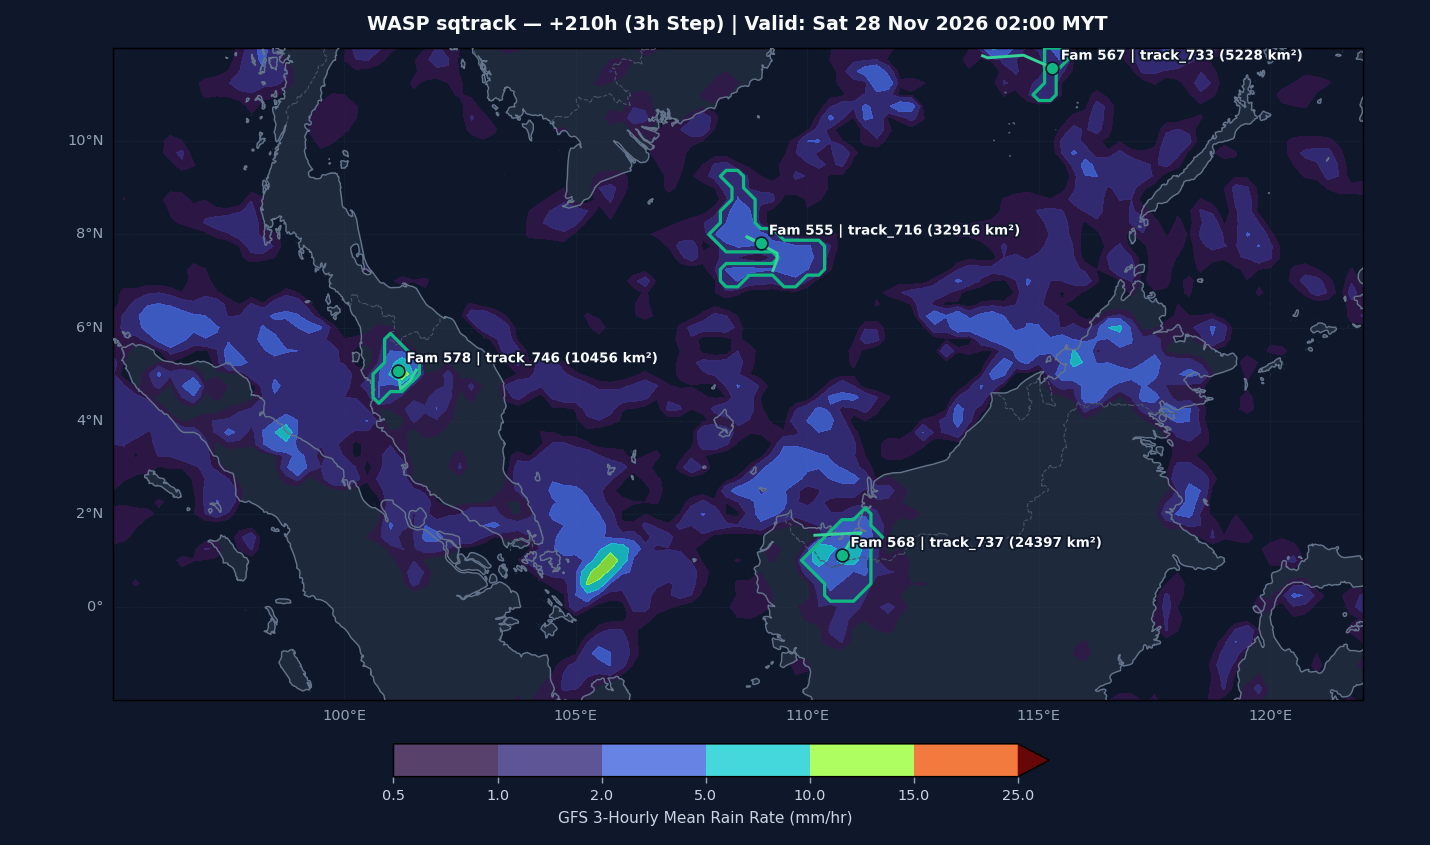 WASP sqtrack — +210h (3h Step) | Valid: Sat 28 Nov 2026 02:00 MYT
Fam 567 | track_733 (5228 km²)
10°N
Fam 555 | track_716 (32916 km²)
8°N
6°N
Fam 578 | track_746 (10456 km²)
4°N
2°N
Fam 568 | track_737 (24397 km²)
0°
100°E 105°E 110°E 115°E 120°E
0.5 1.0 2.0 5.0 10.0 15.0 25.0
GFS 3-Hourly Mean Rain Rate (mm/hr)